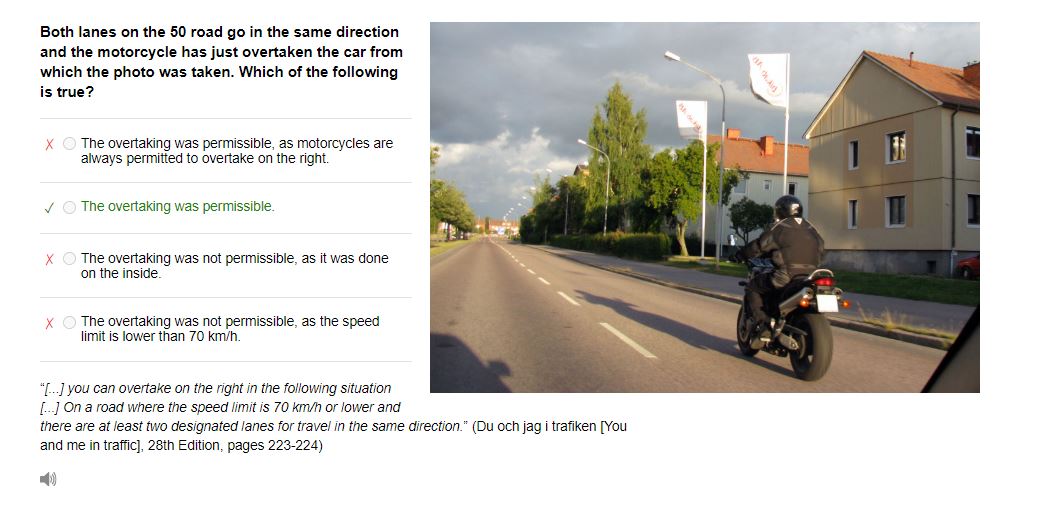 Both lanes on the 50 road go in the same direction
and the motorcycle has just overtaken the car from
which the photo was taken. Which of the following
is true?
The overtaking was permissible, as motorcycles are
always permitted to overtake on the right.
The overtaking was permissible.
The overtaking was not permissible, as it was done
on the inside.
The overtaking was not permissible, as the speed
limit is lower than 70 km/h.
“[...] you can overtake on the right in the following situation
[...] On a road where the speed limit is 70 km/h or lower and
there are at least two designated lanes for travel in the same direction.” (Du och jag i trafiken [You
and me in traffic], 28th Edition, pages 223-224)